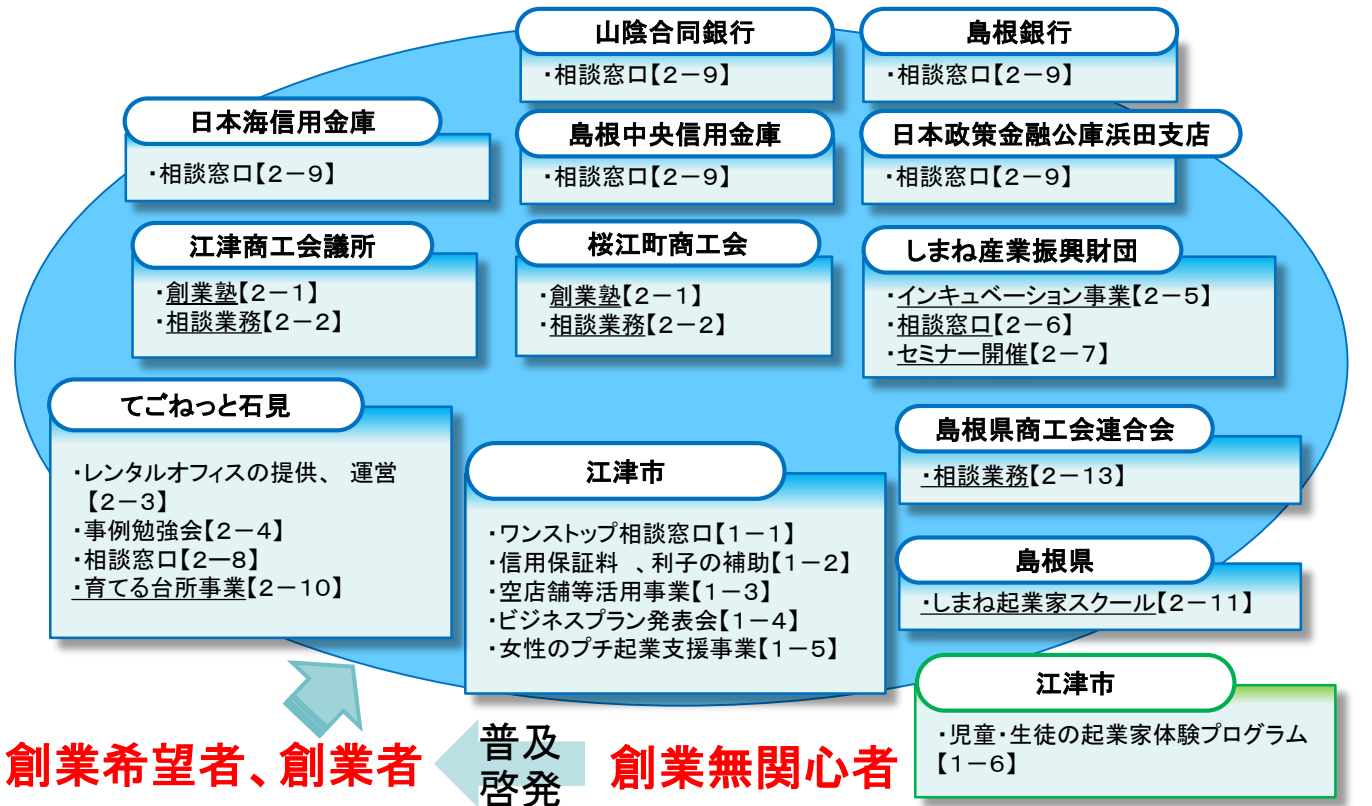 山陰合同銀行
・相談窓口【2－9】
島根銀行
・相談窓口【2－9】
日本海信用金庫
・相談窓口【2－9】
島根中央信用金庫
・相談窓口【2－9】
日本政策金融公庫浜田支店
・相談窓口【2－9】
江津商工会議所
・創業塾【2－1】
・相談業務【2－2】
桜江町商工会
・創業塾【2－1】
・相談業務【2－2】
しまね産業振興財団
・インキュベーション事業【2－5】
・相談窓口【2－6】
・セミナー開催【2－7】
てごねっと石見
・レンタルオフィスの提供、 運営
【2－3】
・事例勉強会【2－4】
・相談窓口【2―8】
・育てる台所事業【2－10】
江津市
・ワンストップ相談窓口【1－1】
・信用保証料 、利子の補助【1－2】
・空店舗等活用事業【1－3】
・ビジネスプラン発表会【1－4】
・女性のプチ起業支援事業【1－5】
島根県商工会連合会
・相談業務【2－13】
島根県
・しまね起業家スクール【2－11】
江津市
・児童・生徒の起業家体験プログラム
【1－6】
創業希望者、創業者
普及
啓発
創業無関心者